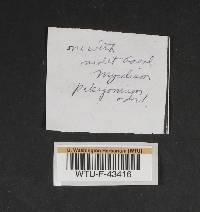 one with
violet basal
mycelium
pelargonium
odor!
U. Washington Herbarium (WTU)
WTU-F-43416